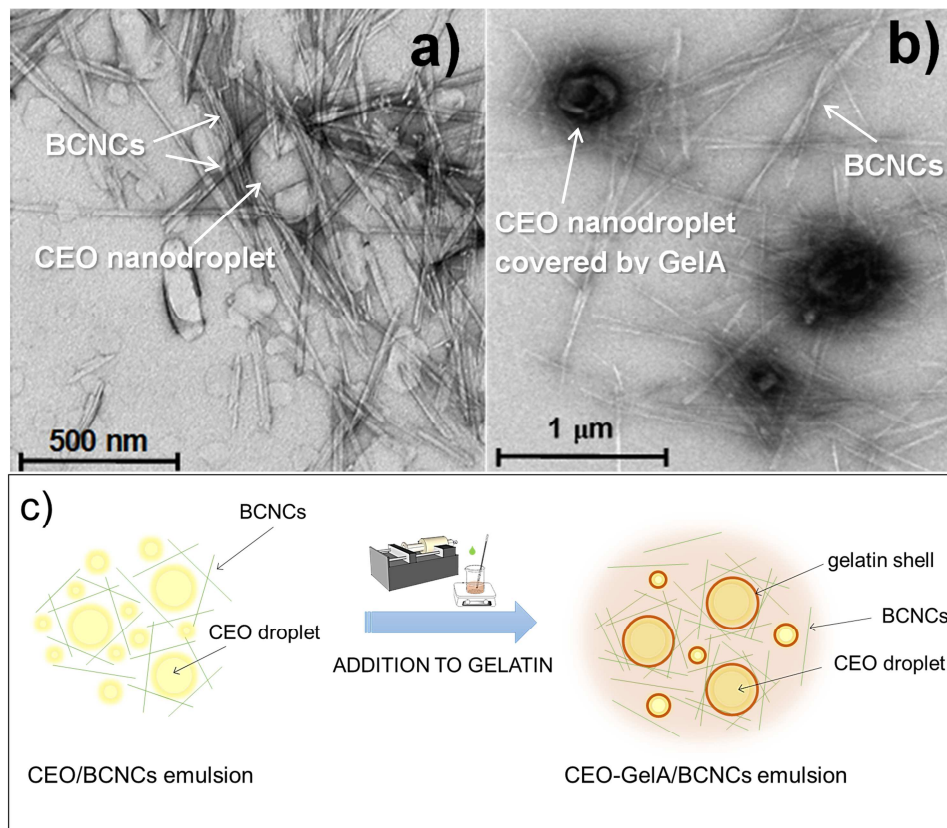 a)
BCNCs
CEO nanodroplet
500 nm
b)
BCNCs
CEO nanodroplet
covered by GelA
1 μm
c)
BCNCs
CEO droplet
CEO/BCNCs emulsion
ADDITION TO GELATIN
gelatin shell
BCNCs
CEO droplet
CEO-GelA/BCNCs emulsion